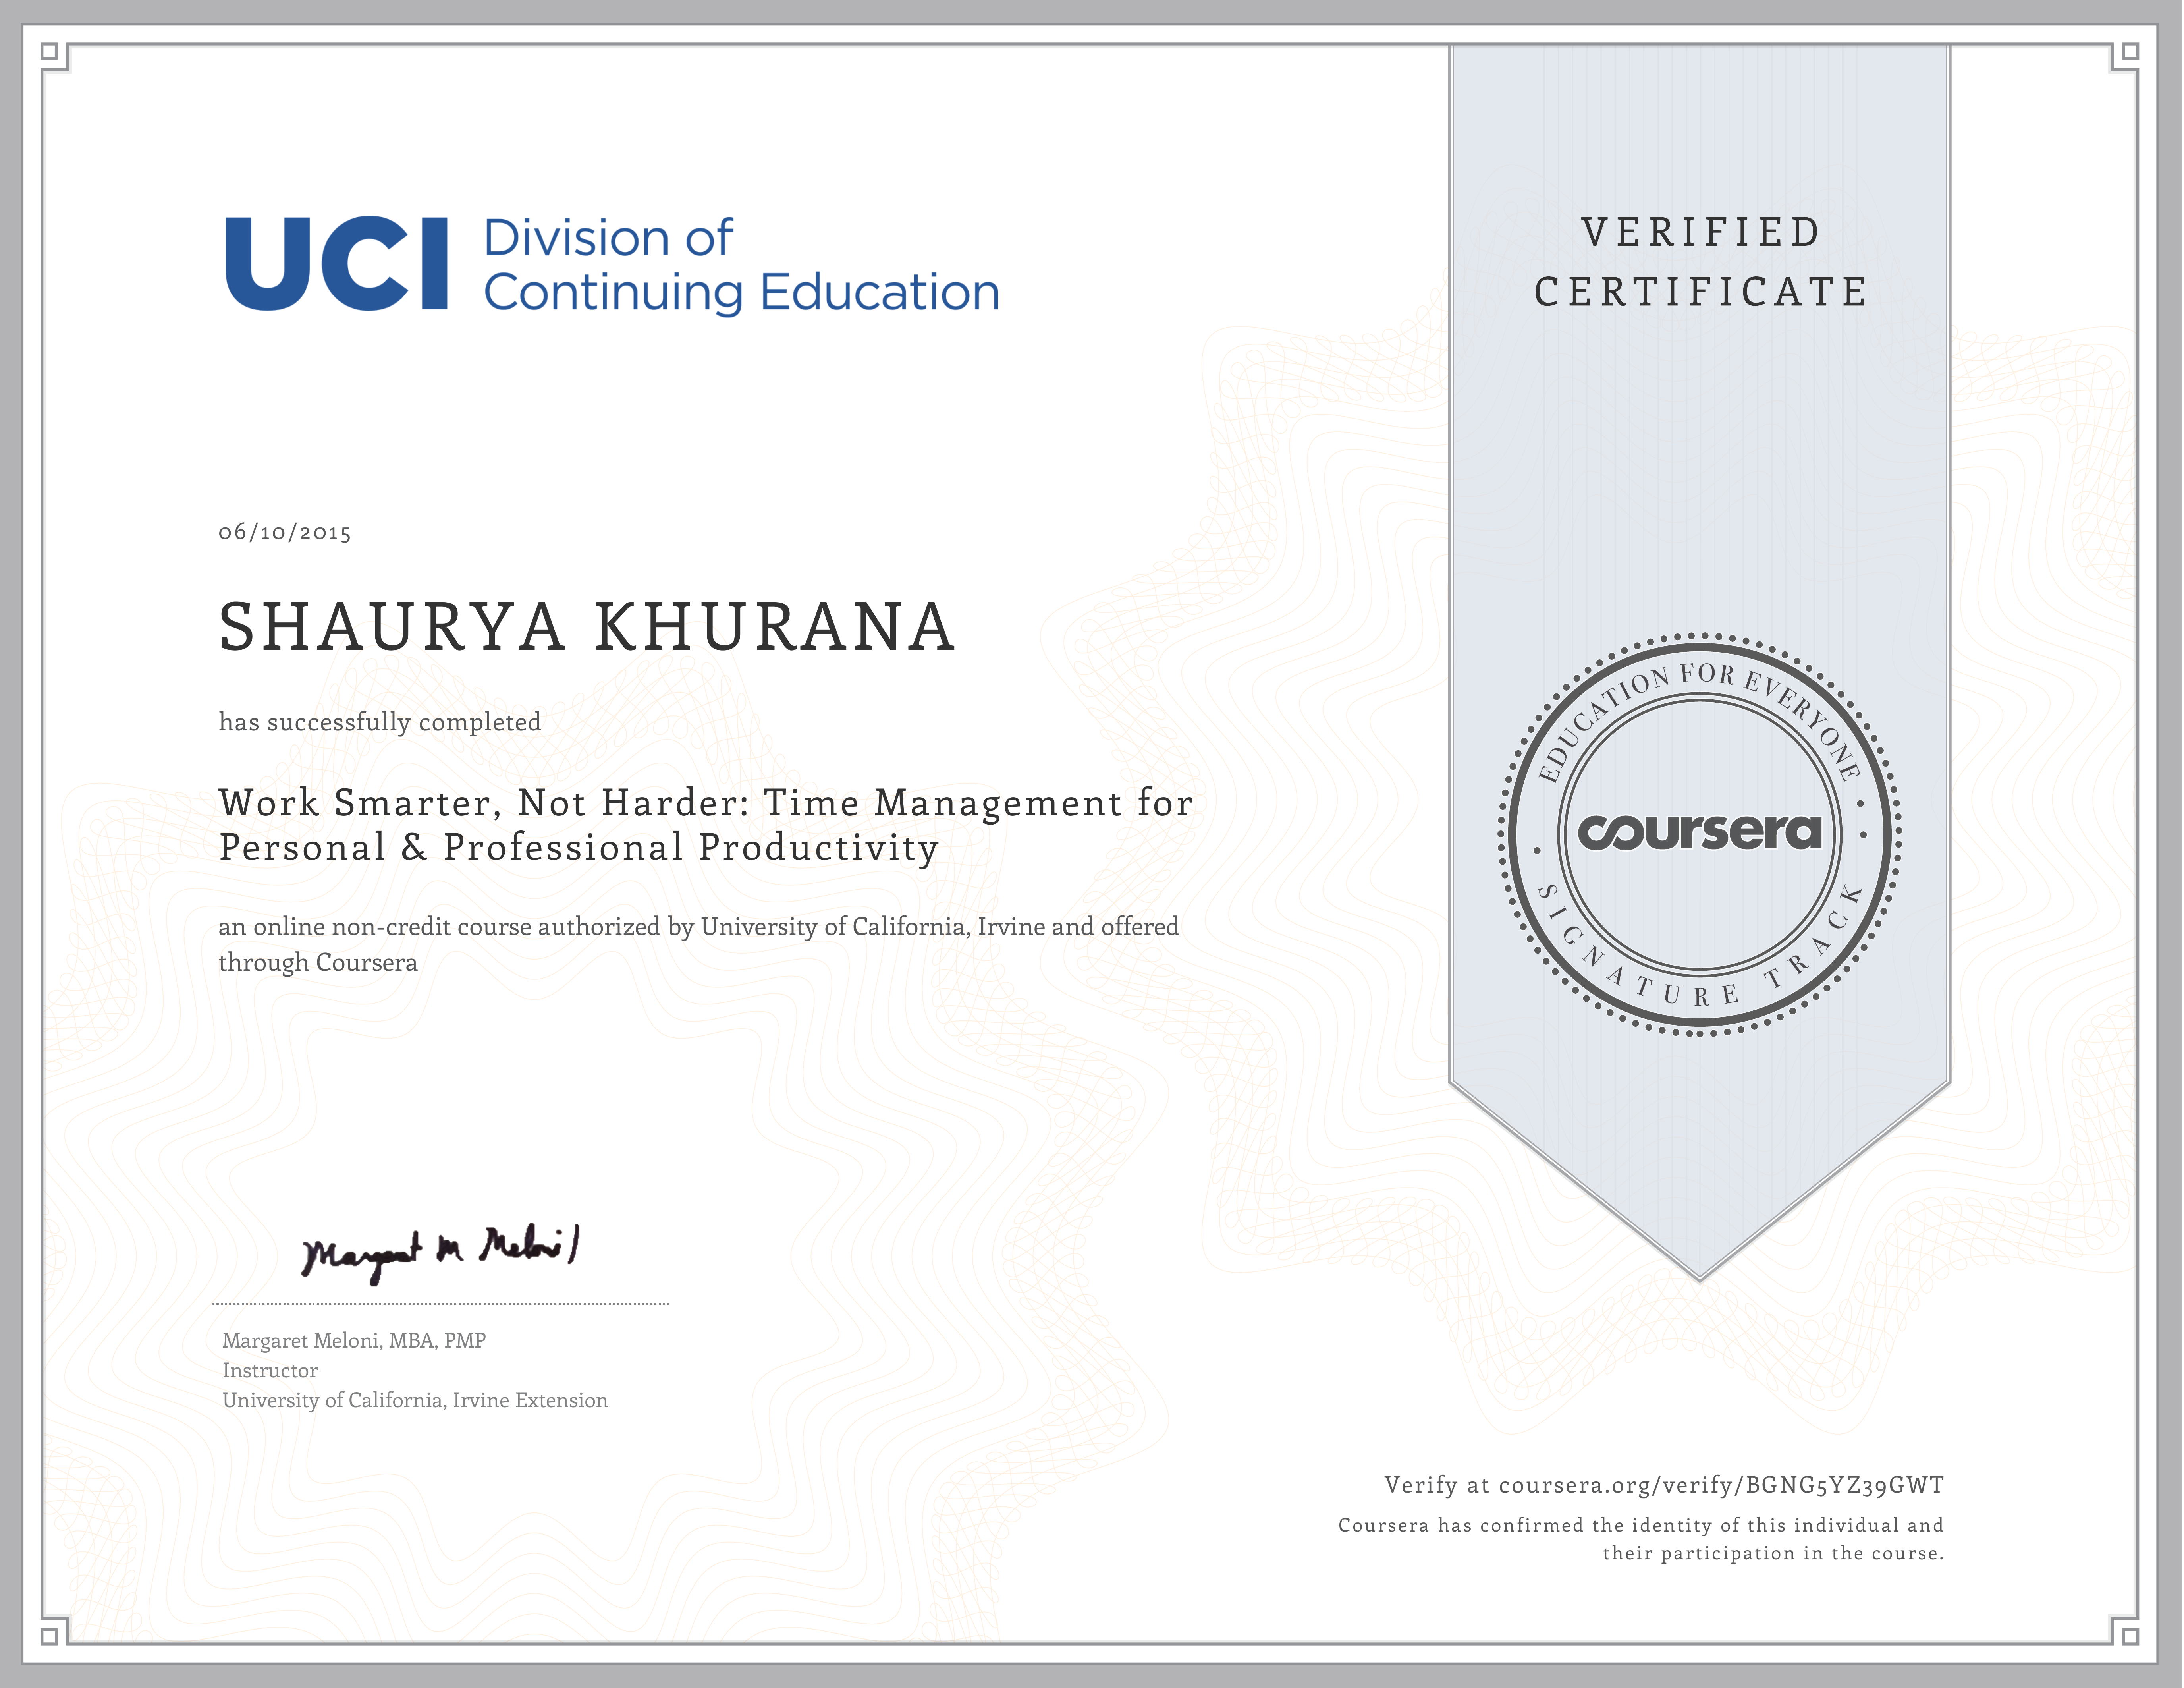 UCI Division of
Continuing Education
VERIFIED
CERTIFICATE
06/10/2015
SHAURYA KHURANA
has successfully completed
Work Smarter, Not Harder: Time Management for
Personal & Professional Productivity
an online non-credit course authorized by University of California, Irvine and offered
through Coursera
EDUCATION FOR EVERYONE
coursera
SIGNATURE TRACK
Margaret M Meloni
Margaret Meloni, MBA, PMP
Instructor
University of California, Irvine Extension
Verify at coursera.org/verify/BGNG5YZ39GWT
Coursera has confirmed the identity of this individual and
their participation in the course.